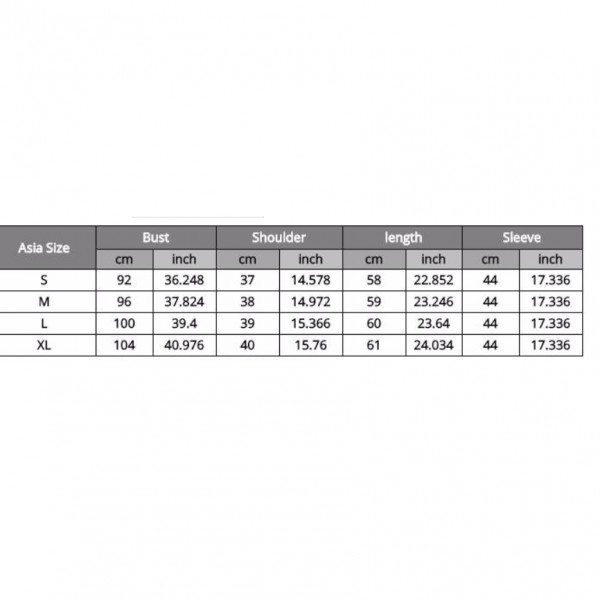 Asia Size Bust Shoulder length Sleeve
cm inch cm inch cm inch cm inch
S 92 36.248 37 14.578 58 22.852 44 17.336
M 96 37.824 38 14.972 59 23.246 44 17.336
L 100 39.4 39 15.366 60 23.64 44 17.336
XL 104 40.976 40 15.76 61 24.034 44 17.336